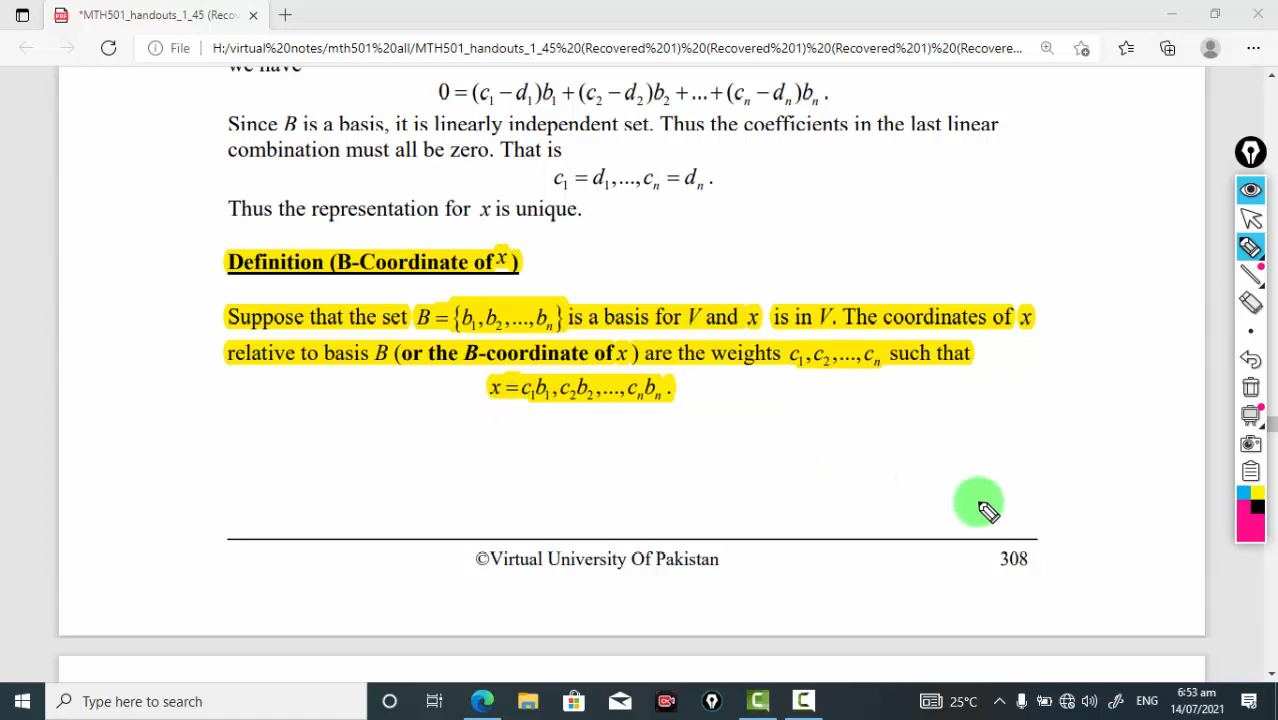 *MTH501_handouts_1_45 (Recov
File H:/virtual%20notes/mth501%20all/MTH501_handouts_1_45%20(Recovered%201)%20(Recovered%201)%20(Recovered%201)%20(Recovere...
we have
0 = (c₁ − d₁)b₁ + (c₂ − d₂)b₂ + ... + (cₙ − dₙ)bₙ .
Since B is a basis, it is linearly independent set. Thus the coefficients in the last linear
combination must all be zero. That is
c₁ = d₁,...,cₙ = dₙ .
Thus the representation for x is unique.
Definition (B-Coordinate of x )
Suppose that the set B = {b₁,b₂,...,bₙ} is a basis for V and x is in V. The coordinates of x
relative to basis B (or the B-coordinate of x ) are the weights c₁,c₂,...,cₙ such that
x = c₁b₁,c₂b₂,...,cₙbₙ .
©Virtual University Of Pakistan 308
Type here to search
25°C
ENG
6:53 am
14/07/2021